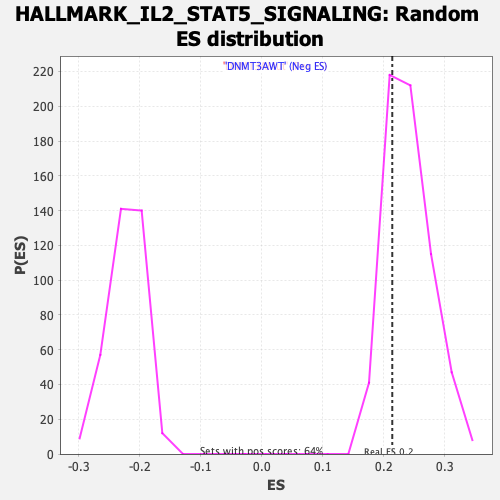 HALLMARK_IL2_STAT5_SIGNALING: Random
ES distribution
"DNMT3AWT" (Neg ES)
220
200
180
160
140
120
100
80
60
40
20
0
P(ES)
Sets with pos scores: 64%
Real ES 0.2
-0.3 -0.2 -0.1 0.0 0.1 0.2 0.3
ES